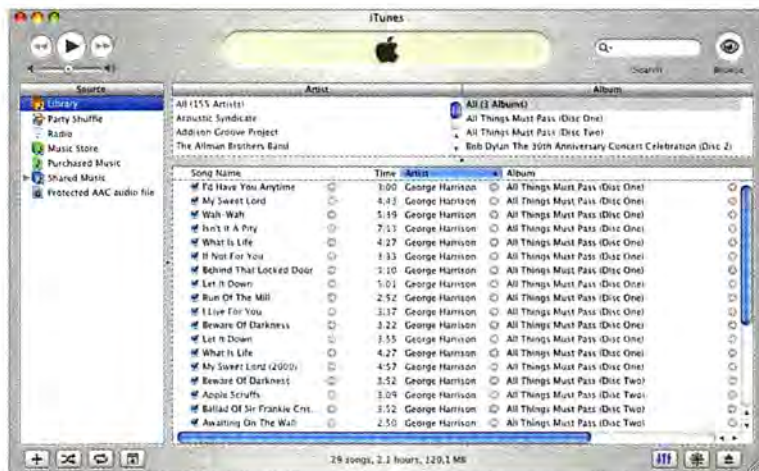 iTunes
Search
Browse
Source
Artist
Album
Library
Party Shuffle
Radio
Music Store
Purchased Music
Shared Music
Protected AAC audio file
All (155 Artists)
Acoustic Syndicate
Addison Groove Project
The Allman Brothers Band
All (3 Albums)
All Things Must Pass (Disc One)
All Things Must Pass (Disc Two)
Bob Dylan The 30th Anniversary Concert Celebration (Disc 2)
Song Name Time Artist Album
I'd Have You Anytime 3:00 George Harrison All Things Must Pass (Disc One)
My Sweet Lord 4:43 George Harrison All Things Must Pass (Disc One)
Wah-Wah 5:39 George Harrison All Things Must Pass (Disc One)
Isn't It A Pity George Harrison All Things Must Pass (Disc One)
What Is Life 4:27 George Harrison All Things Must Pass (Disc One)
If Not For You 3:33 George Harrison All Things Must Pass (Disc One)
Behind That Locked Door 3:10 George Harrison All Things Must Pass (Disc One)
Let It Down 5:01 George Harrison All Things Must Pass (Disc One)
Run Of The Mill 2:52 George Harrison All Things Must Pass (Disc One)
I Live For You 3:37 George Harrison All Things Must Pass (Disc One)
Beware Of Darkness 3:22 George Harrison All Things Must Pass (Disc One)
Let It Down 3:55 George Harrison All Things Must Pass (Disc One)
What Is Life 4:27 George Harrison All Things Must Pass (Disc One)
My Sweet Lord (2000) 4:57 George Harrison All Things Must Pass (Disc One)
Beware Of Darkness 3:52 George Harrison All Things Must Pass (Disc Two)
Apple Scruffs 3:09 George Harrison All Things Must Pass (Disc Two)
Ballad Of Sir Frankie Cris... 3:52 George Harrison All Things Must Pass (Disc Two)
Awaiting On The Wall 2:50 George Harrison All Things Must Pass (Disc Two)
29 songs, 2.1 hours, 120.1 MB